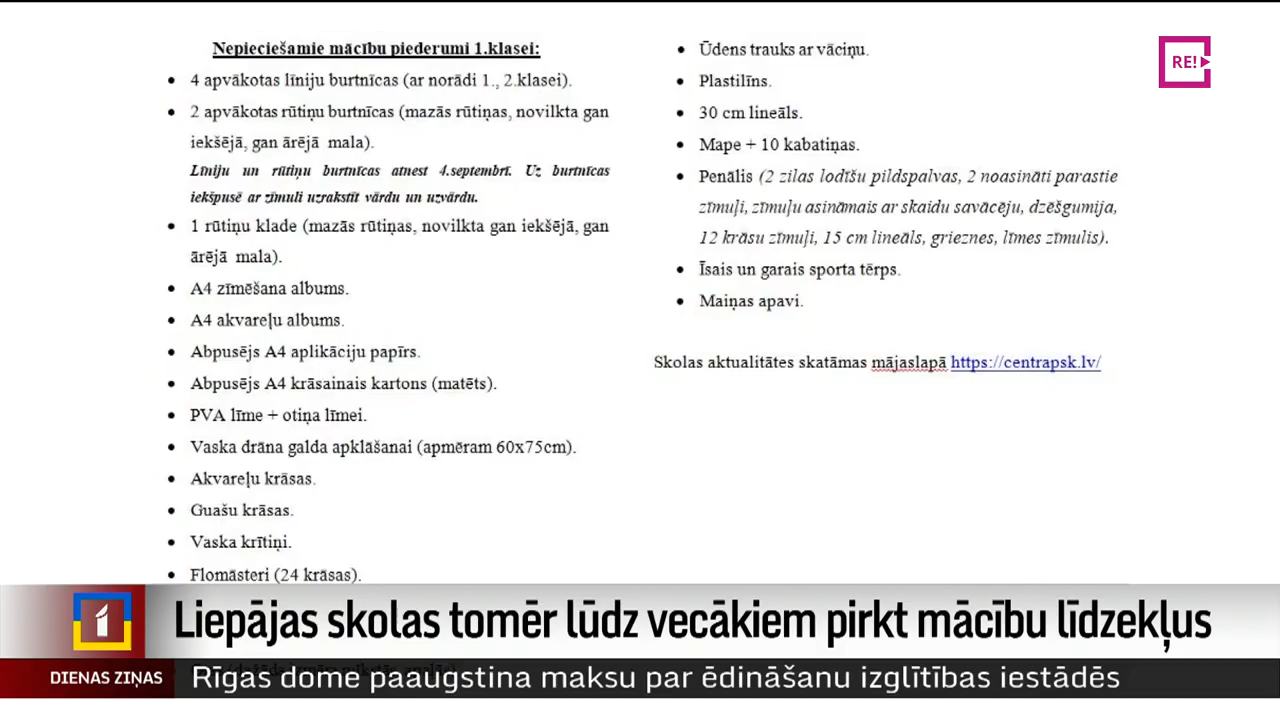 Nepieciešamie mācību piederumi 1.klasei:
• 4 apvākotas līniju burtnīcas (ar norādi 1., 2.klasei).
• 2 apvākotas rūtiņu burtnīcas (mazās rūtiņas, novilkta gan
iekšējā, gan ārējā mala).
Līniju un rūtiņu burtnīcas atnest 4.septembrī. Uz burtnīcas
iekšpusē ar zīmuli uzrakstīt vārdu un uzvārdu.
• 1 rūtiņu klade (mazās rūtiņas, novilkta gan iekšējā, gan
ārējā mala).
• A4 zīmēšana albums.
• A4 akvareļu albums.
• Abpusējs A4 aplikāciju papīrs.
• Abpusējs A4 krāsainais kartons (matēts).
• PVA līme + otiņa līmei.
• Vaska drāna galda apklāšanai (apmēram 60x75cm).
• Akvareļu krāsas.
• Guašu krāsas.
• Vaska krītiņi.
• Flomāsteri (24 krāsas).
• Ūdens trauks ar vāciņu.
• Plastilīns.
• 30 cm lineāls.
• Mape + 10 kabatiņas.
• Penālis (2 zilas lodīšu pildspalvas, 2 noasināti parastie
zīmuļi, zīmuļu asināmais ar skaidu savācēju, dzēšgumija,
12 krāsu zīmuļi, 15 cm lineāls, grieznes, līmes zīmulis).
• Īsais un garais sporta tērps.
• Maiņas apavi.
Skolas aktualitātes skatāmas mājaslapā https://centrapsk.lv/
RE!
1
Liepājas skolas tomēr lūdz vecākiem pirkt mācību līdzekļus
DIENAS ZIŅAS
Rīgas dome paaugstina maksu par ēdināšanu izglītības iestādēs